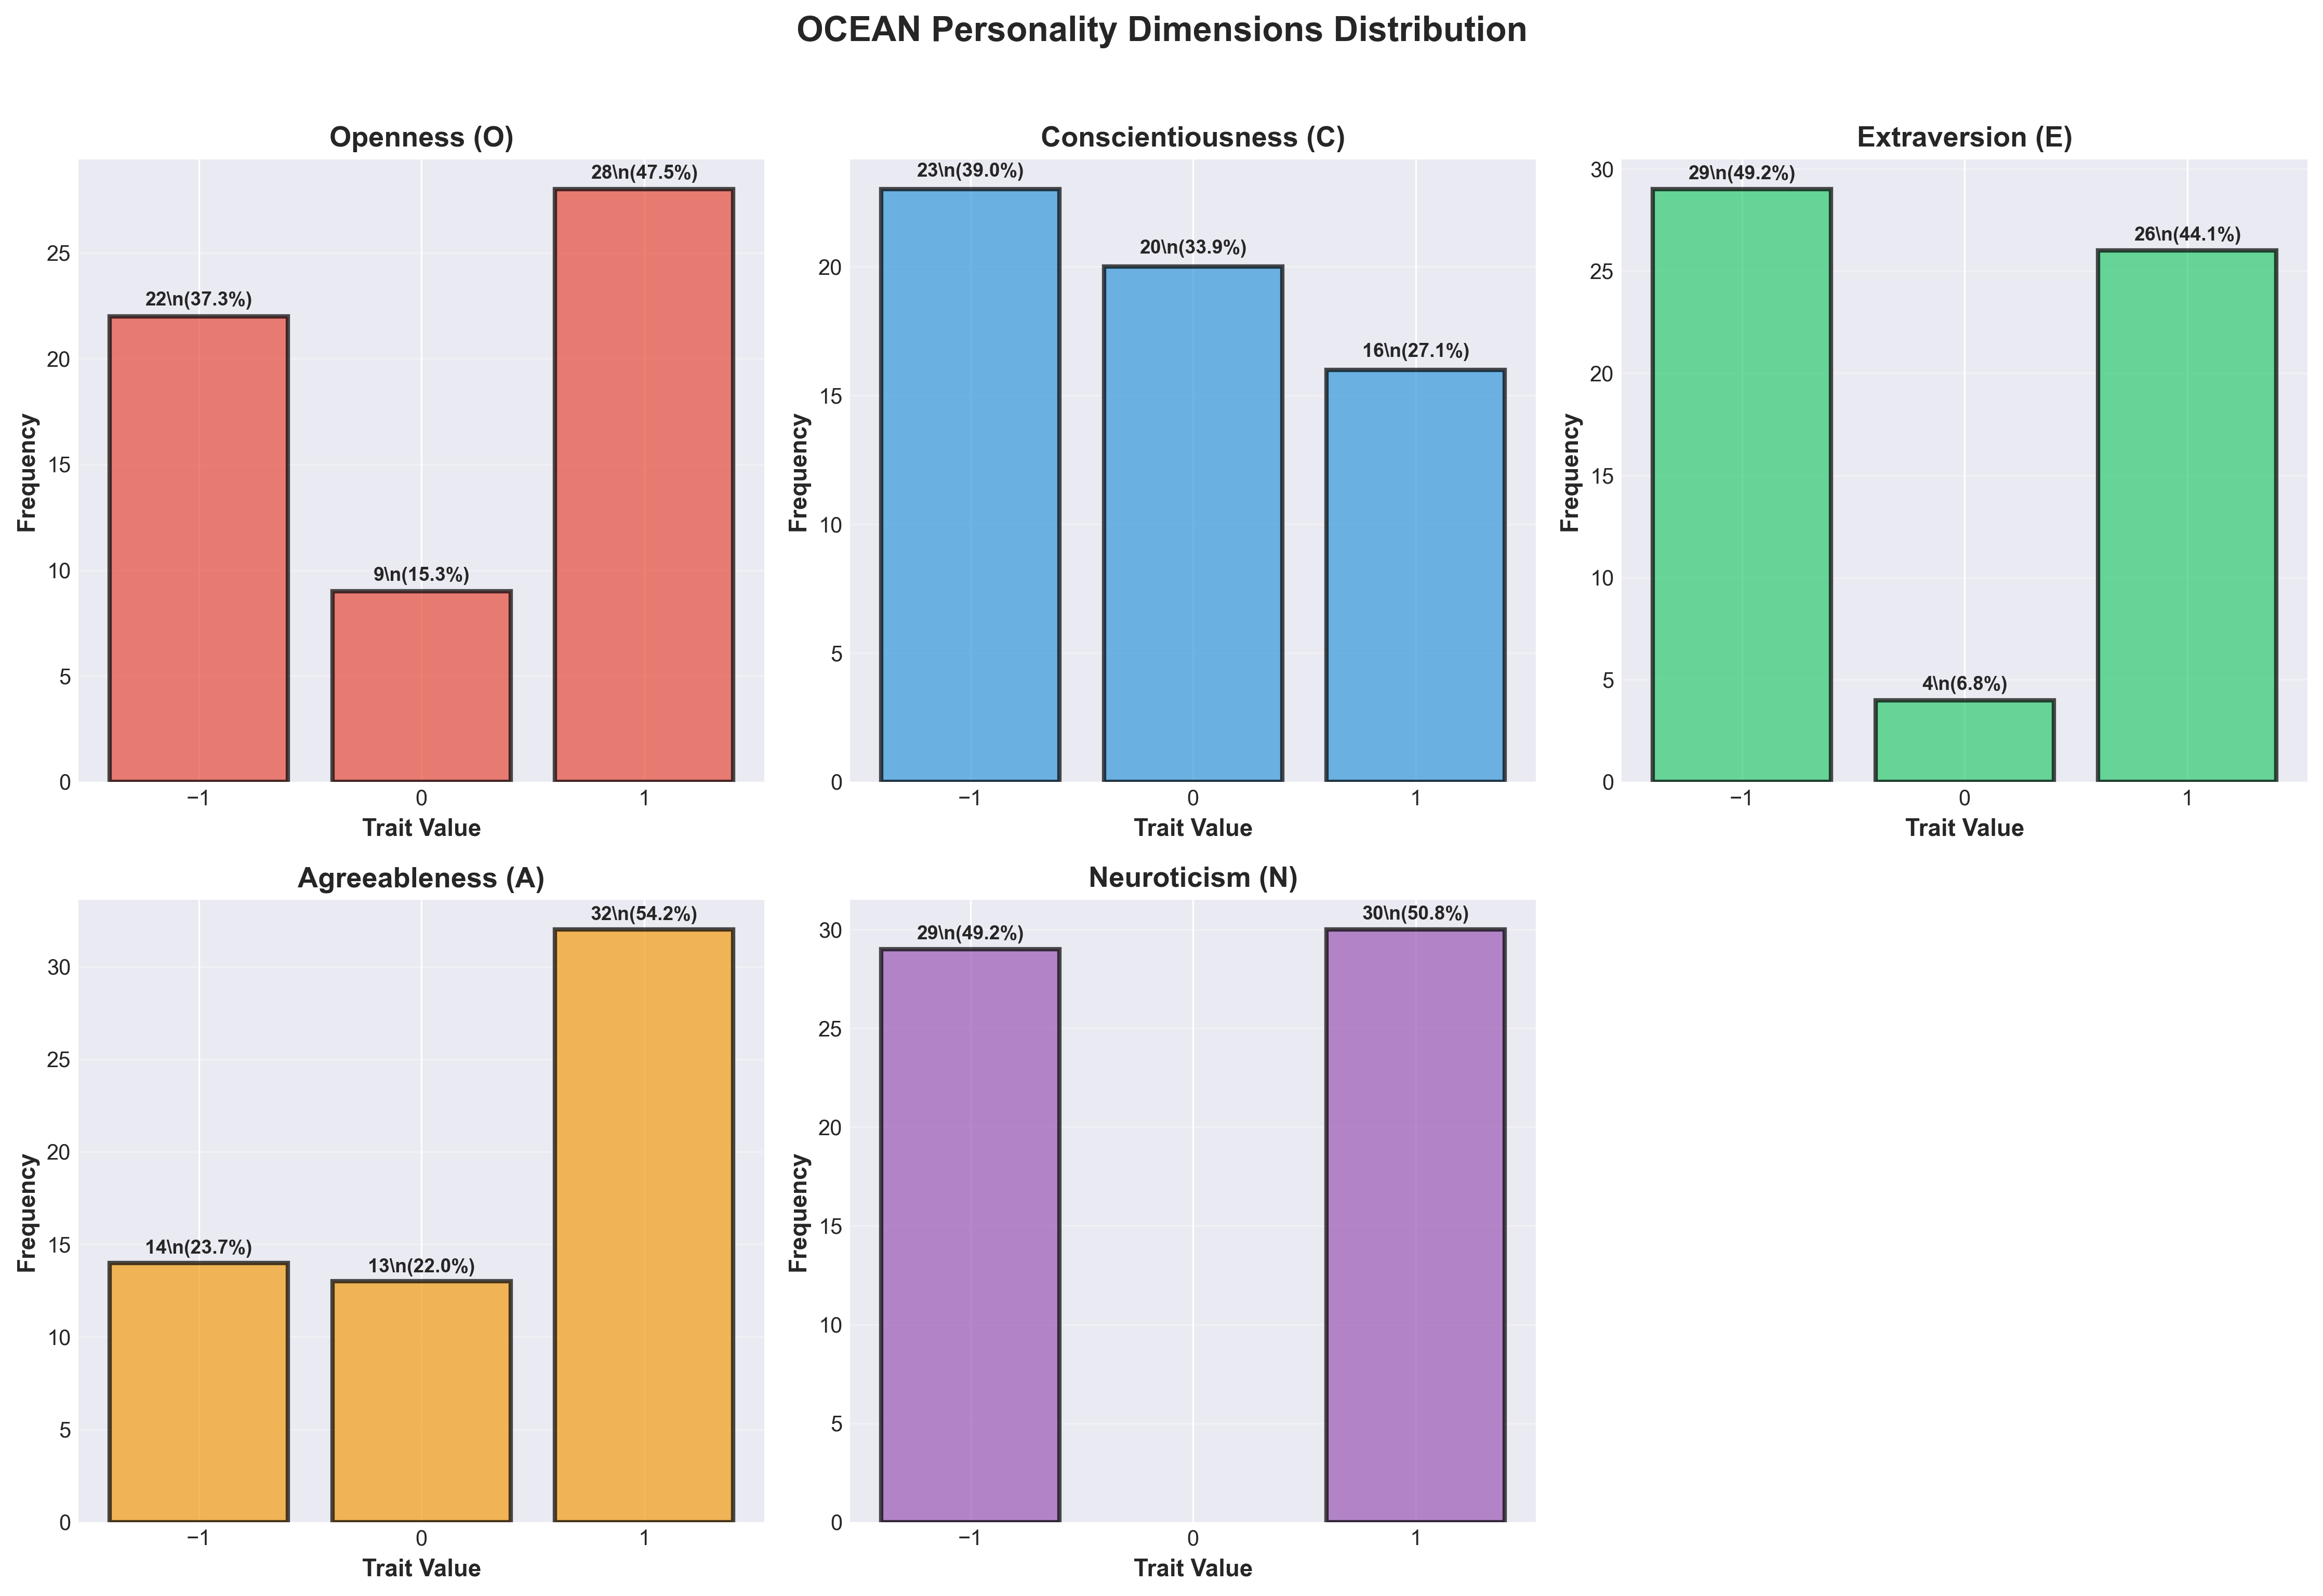 OCEAN Personality Dimensions Distribution
Openness (O)
Frequency
25
20
15
10
5
0
22\n(37.3%)
9\n(15.3%)
28\n(47.5%)
−1
0
1
Trait Value
Conscientiousness (C)
Frequency
20
15
10
5
0
23\n(39.0%)
20\n(33.9%)
16\n(27.1%)
−1
0
1
Trait Value
Extraversion (E)
Frequency
30
25
20
15
10
5
0
29\n(49.2%)
4\n(6.8%)
26\n(44.1%)
−1
0
1
Trait Value
Agreeableness (A)
Frequency
30
25
20
15
10
5
0
14\n(23.7%)
13\n(22.0%)
32\n(54.2%)
−1
0
1
Trait Value
Neuroticism (N)
Frequency
30
25
20
15
10
5
0
29\n(49.2%)
30\n(50.8%)
−1
0
1
Trait Value